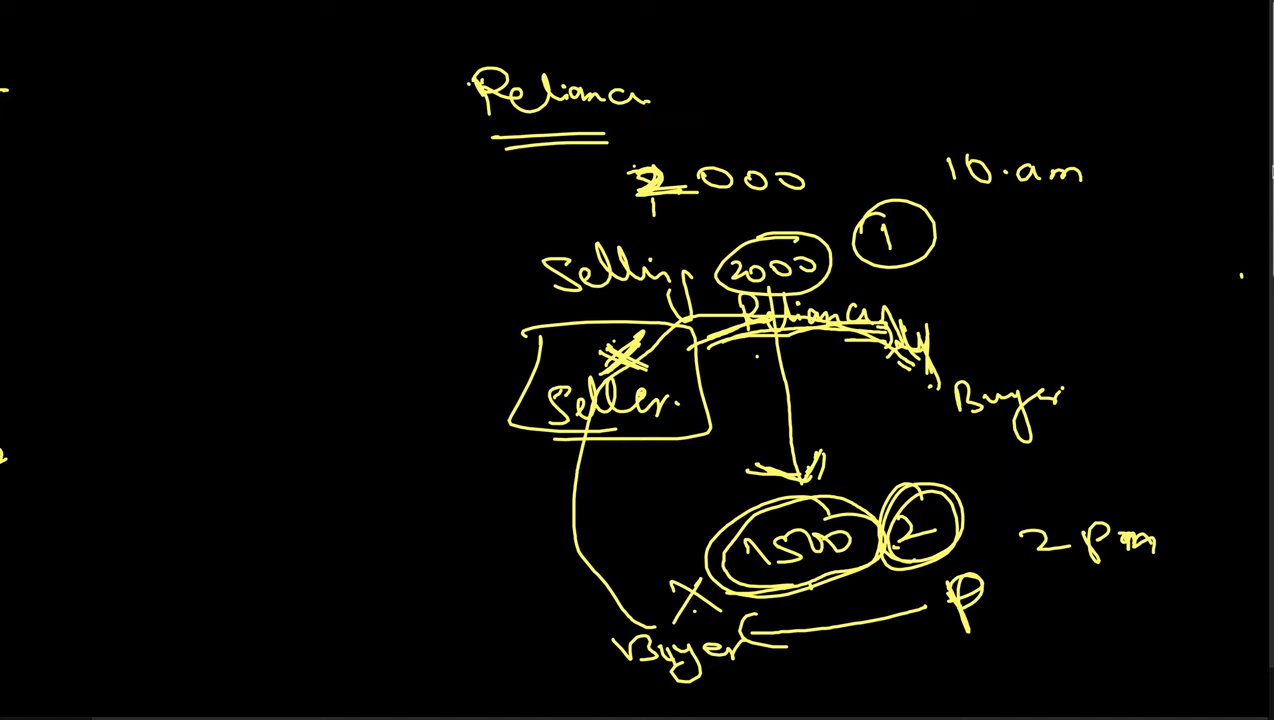 Reliance
2000 10.am
Selling 2000 1
Reliance
Seller. Buyer
1500 2 2 pm
X P
Buyer